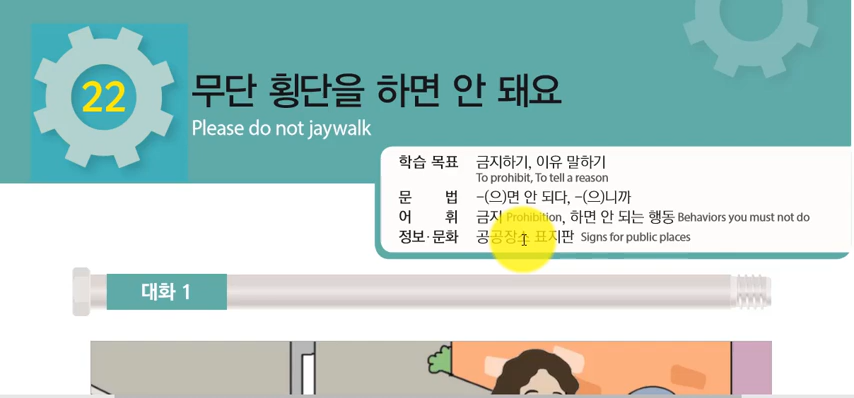 22
무단 횡단을 하면 안 돼요
Please do not jaywalk
학습 목표 금지하기, 이유 말하기
To prohibit, To tell a reason
문 법 -(으)면 안 되다, -(으)니까
어 휘 금지 Prohibition, 하면 안 되는 행동 Behaviors you must not do
정보·문화 공공장소 표지판 Signs for public places
대화 1